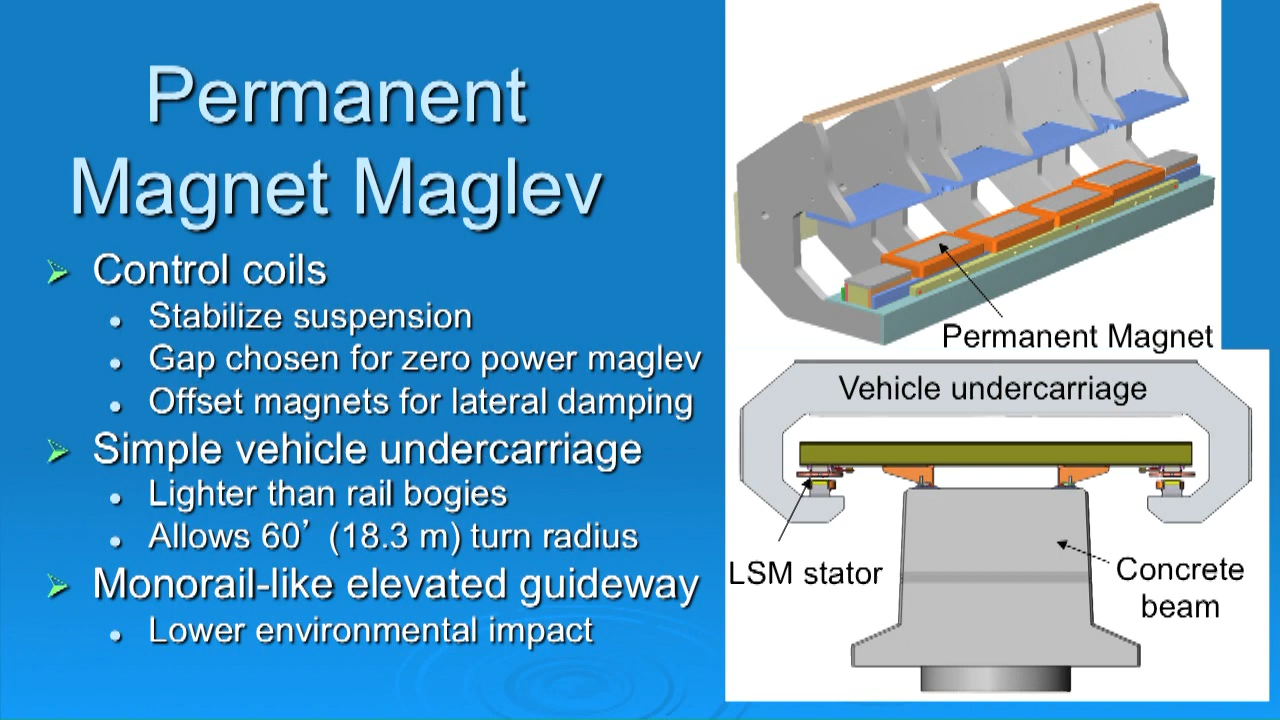 Permanent
Magnet Maglev
Control coils
Stabilize suspension
Gap chosen for zero power maglev
Offset magnets for lateral damping
Simple vehicle undercarriage
Lighter than rail bogies
Allows 60’ (18.3 m) turn radius
Monorail-like elevated guideway
Lower environmental impact
Permanent Magnet
Vehicle undercarriage
LSM stator
Concrete
beam